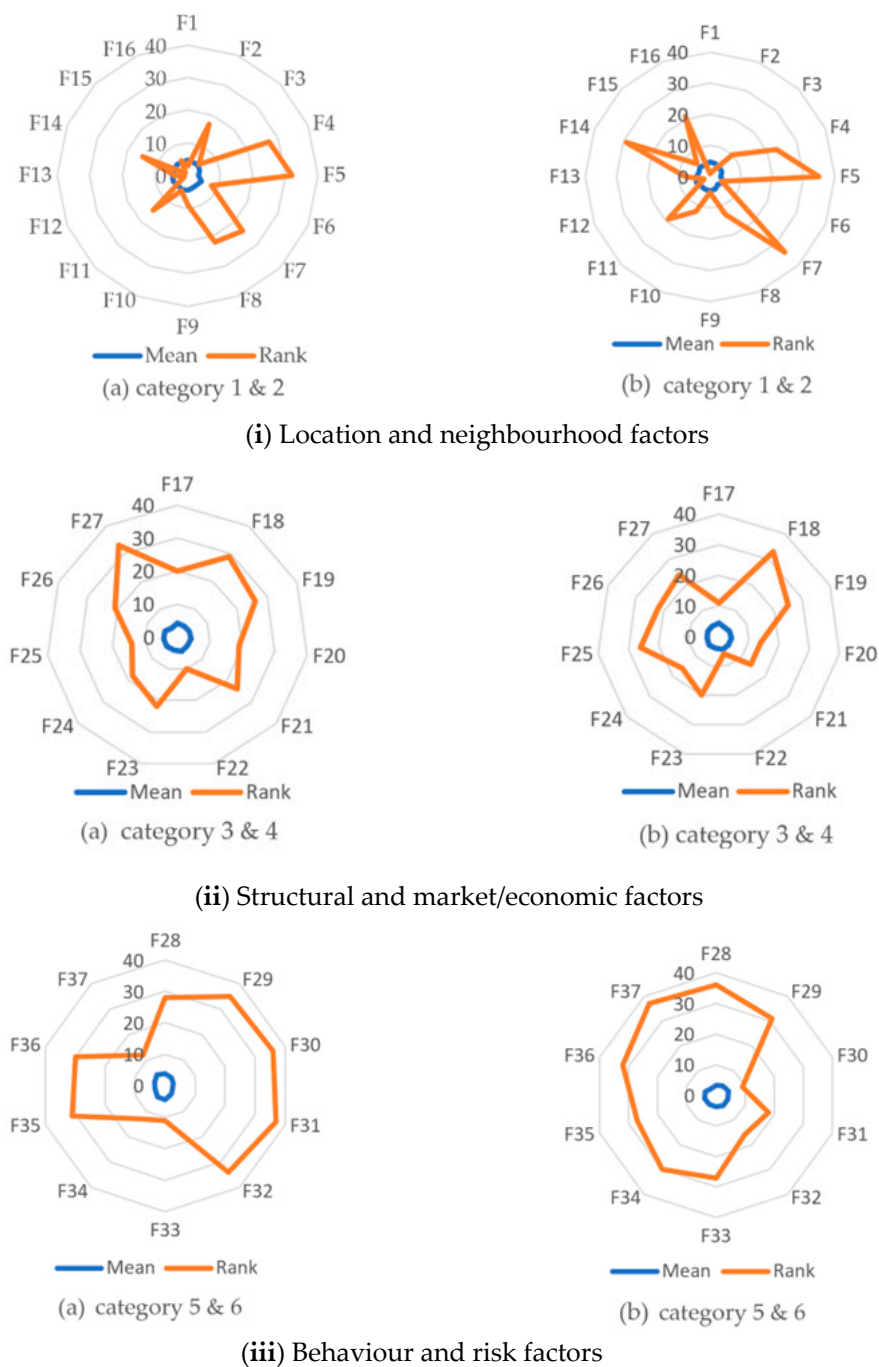 F1
F16 40 F2
F15 30 F3
20
F14 10 F4
F13 0 F5
F12 F6
F11 F7
F10 F8
F9
Mean Rank
(a) category 1 & 2
F1
F16 40 F2
F15 30 F3
20
F14 10 F4
F13 0 F5
F12 F6
F11 F7
F10 F8
F9
Mean Rank
(b) category 1 & 2
(i) Location and neighbourhood factors
F17
F27 40 F18
30
F26 20 F19
10
F25 0 F20
F24 F21
F23 F22
Mean Rank
(a) category 3 & 4
F17
F27 40 F18
30
F26 20 F19
10
F25 0 F20
F24 F21
F23 F22
Mean Rank
(b) category 3 & 4
(ii) Structural and market/economic factors
F28
F37 40 F29
30
F36 20 F30
10
0
F35 F31
F34 F32
F33
Mean Rank
(a) category 5 & 6
F28
F37 40 F29
30
F36 20 F30
10
0
F35 F31
F34 F32
F33
Mean Rank
(b) category 5 & 6
(iii) Behaviour and risk factors